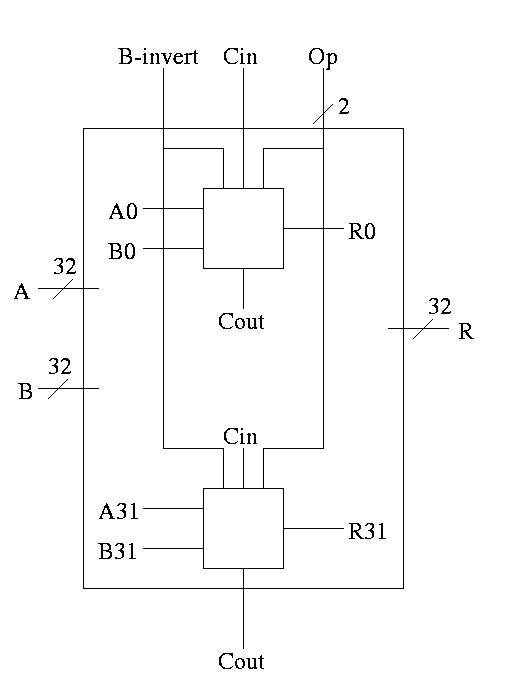 B-invert Cin Op
2
A0
R0
B0
32
A
Cout
32
R
32
B
Cin
A31
R31
B31
Cout